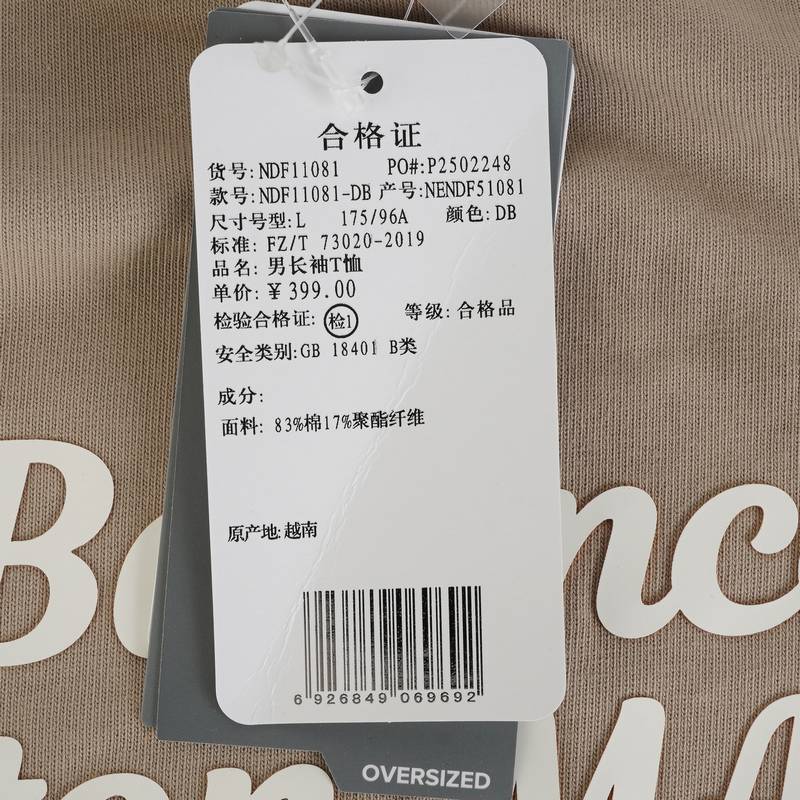 合格证
货号:NDF11081 PO#:P2502248
款号:NDF11081-DB 产号:NENDF51081
尺寸号型:L 175/96A 颜色:DB
标准: FZ/T 73020-2019
品名: 男长袖T恤
单价: ¥399.00
检验合格证: 检1 等级: 合格品
安全类别:GB 18401 B类
成分:
面料: 83%棉17%聚酯纤维
原产地:越南
6 926849 069692
OVERSIZED